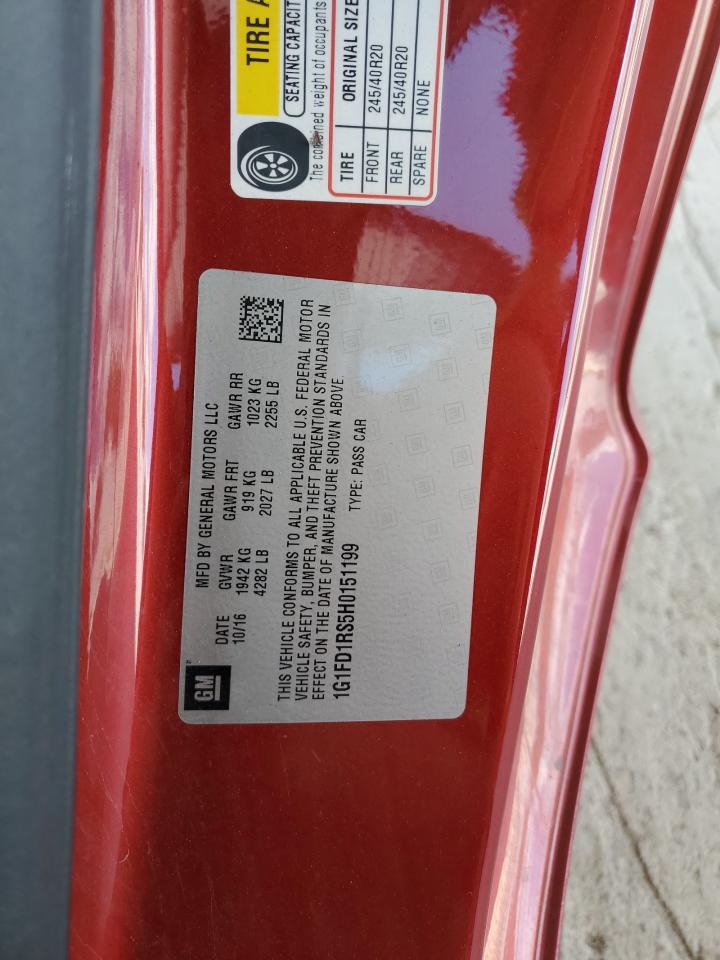 GM
MFD BY GENERAL MOTORS LLC
DATE GVWR GAWR FRT GAWR RR
10/16 1942 KG 919 KG 1023 KG
4282 LB 2027 LB 2255 LB
THIS VEHICLE CONFORMS TO ALL APPLICABLE U.S. FEDERAL MOTOR
VEHICLE SAFETY, BUMPER, AND THEFT PREVENTION STANDARDS IN
EFFECT ON THE DATE OF MANUFACTURE SHOWN ABOVE
1G1FD1RS5H0151199 TYPE: PASS CAR
TIRE A
SEATING CAPACIT
The combined weight of occupants
TIRE ORIGINAL SIZE
FRONT 245/40R20
REAR 245/40R20
SPARE NONE